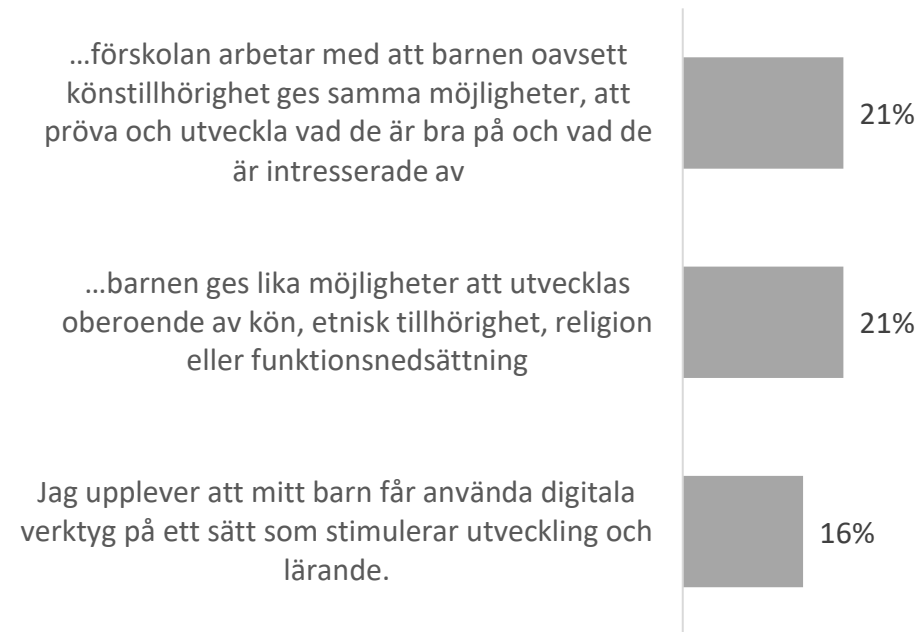 ...förskolan arbetar med att barnen oavsett
könstillhörighet ges samma möjligheter, att
pröva och utveckla vad de är bra på och vad de
är intresserade av
21%
...barnen ges lika möjligheter att utvecklas
oberoende av kön, etnisk tillhörighet, religion
eller funktionsnedsättning
21%
Jag upplever att mitt barn får använda digitala
verktyg på ett sätt som stimulerar utveckling och
lärande.
16%